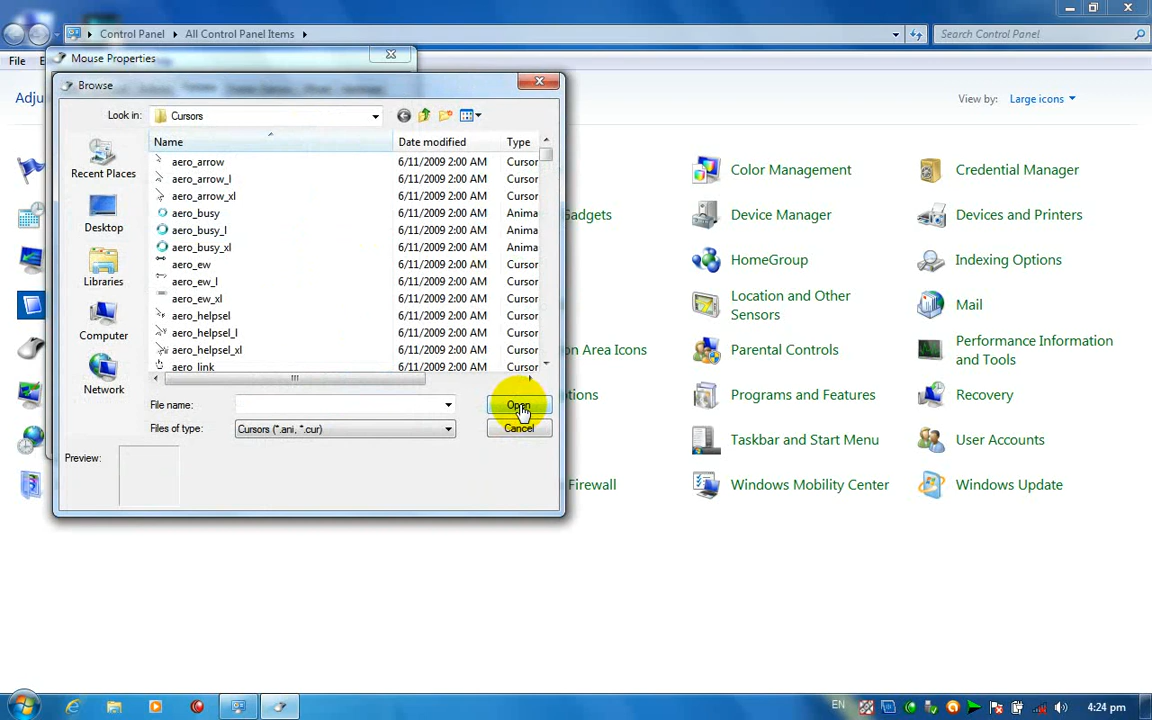 Control Panel
All Control Panel Items
Search Control Panel
File
Mouse Properties
Browse
View by:
Large icons
Look in:
Cursors
Name
Date modified
Type
aero_arrow 6/11/2009 2:00 AM Cursor
aero_arrow_l 6/11/2009 2:00 AM Cursor
aero_arrow_xl 6/11/2009 2:00 AM Cursor
aero_busy 6/11/2009 2:00 AM Anima
aero_busy_l 6/11/2009 2:00 AM Anima
aero_busy_xl 6/11/2009 2:00 AM Anima
aero_ew 6/11/2009 2:00 AM Cursor
aero_ew_l 6/11/2009 2:00 AM Cursor
aero_ew_xl 6/11/2009 2:00 AM Cursor
aero_helpsel 6/11/2009 2:00 AM Cursor
aero_helpsel_l 6/11/2009 2:00 AM Cursor
aero_helpsel_xl 6/11/2009 2:00 AM Cursor
aero_link 6/11/2009 2:00 AM Cursor
Recent Places
Desktop
Libraries
Computer
Network
File name:
Open
Files of type:
Cursors (*.ani, *.cur)
Cancel
Preview:
Adju
Color Management
Credential Manager
Gadgets
Device Manager
Devices and Printers
HomeGroup
Indexing Options
Location and Other
Sensors
Mail
on Area Icons
Parental Controls
Performance Information
and Tools
otions
Programs and Features
Recovery
Taskbar and Start Menu
User Accounts
Firewall
Windows Mobility Center
Windows Update
EN
4:24 pm